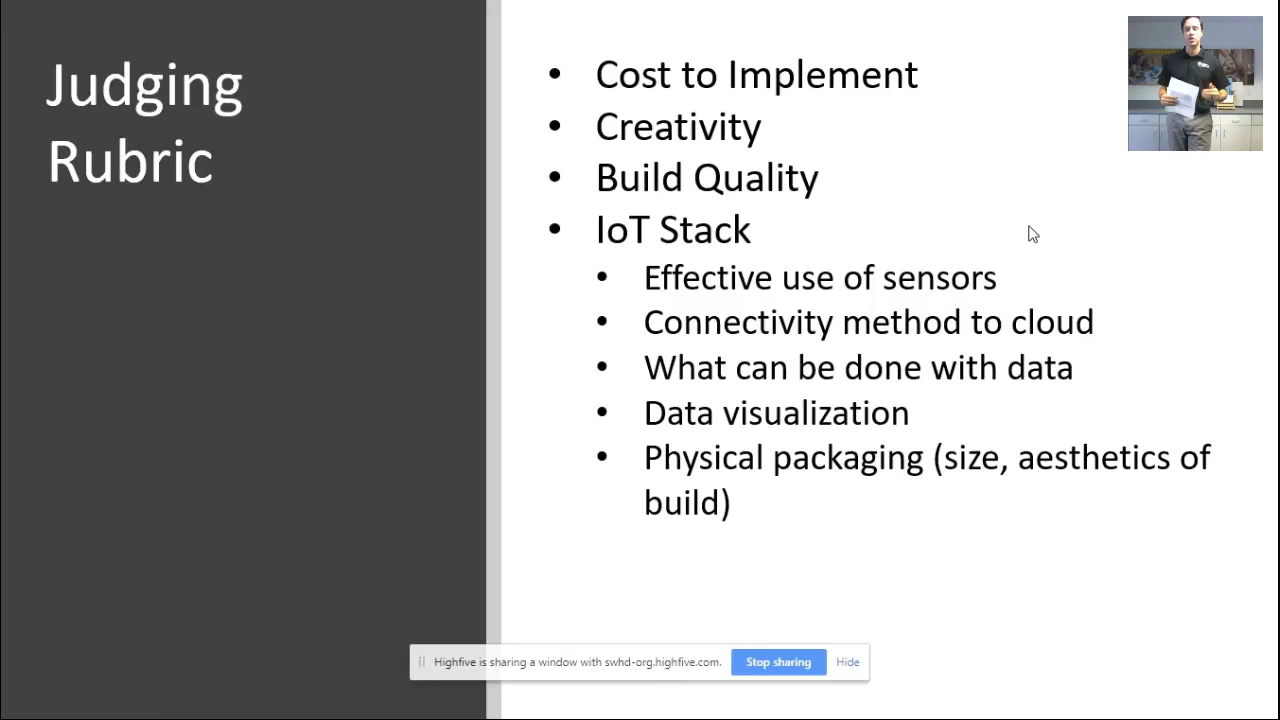 Judging
Rubric
• Cost to Implement
• Creativity
• Build Quality
• IoT Stack
• Effective use of sensors
• Connectivity method to cloud
• What can be done with data
• Data visualization
• Physical packaging (size, aesthetics of
build)
Highfive is sharing a window with swhd-org.highfive.com. Stop sharing Hide